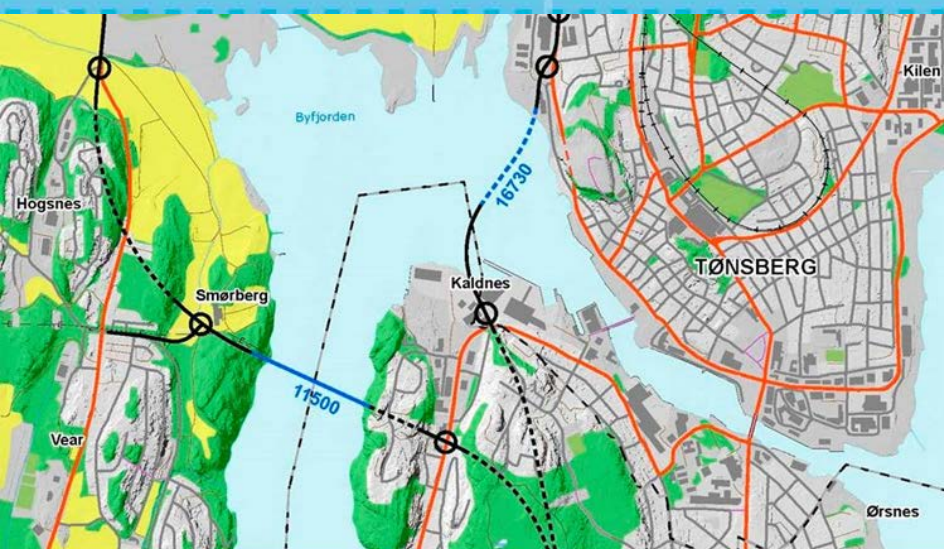 Byfjorden
Kilen
16730
Hogsnes
TØNSBERG
Kaldnes
Smørberg
11500
Vear
Ørsnes